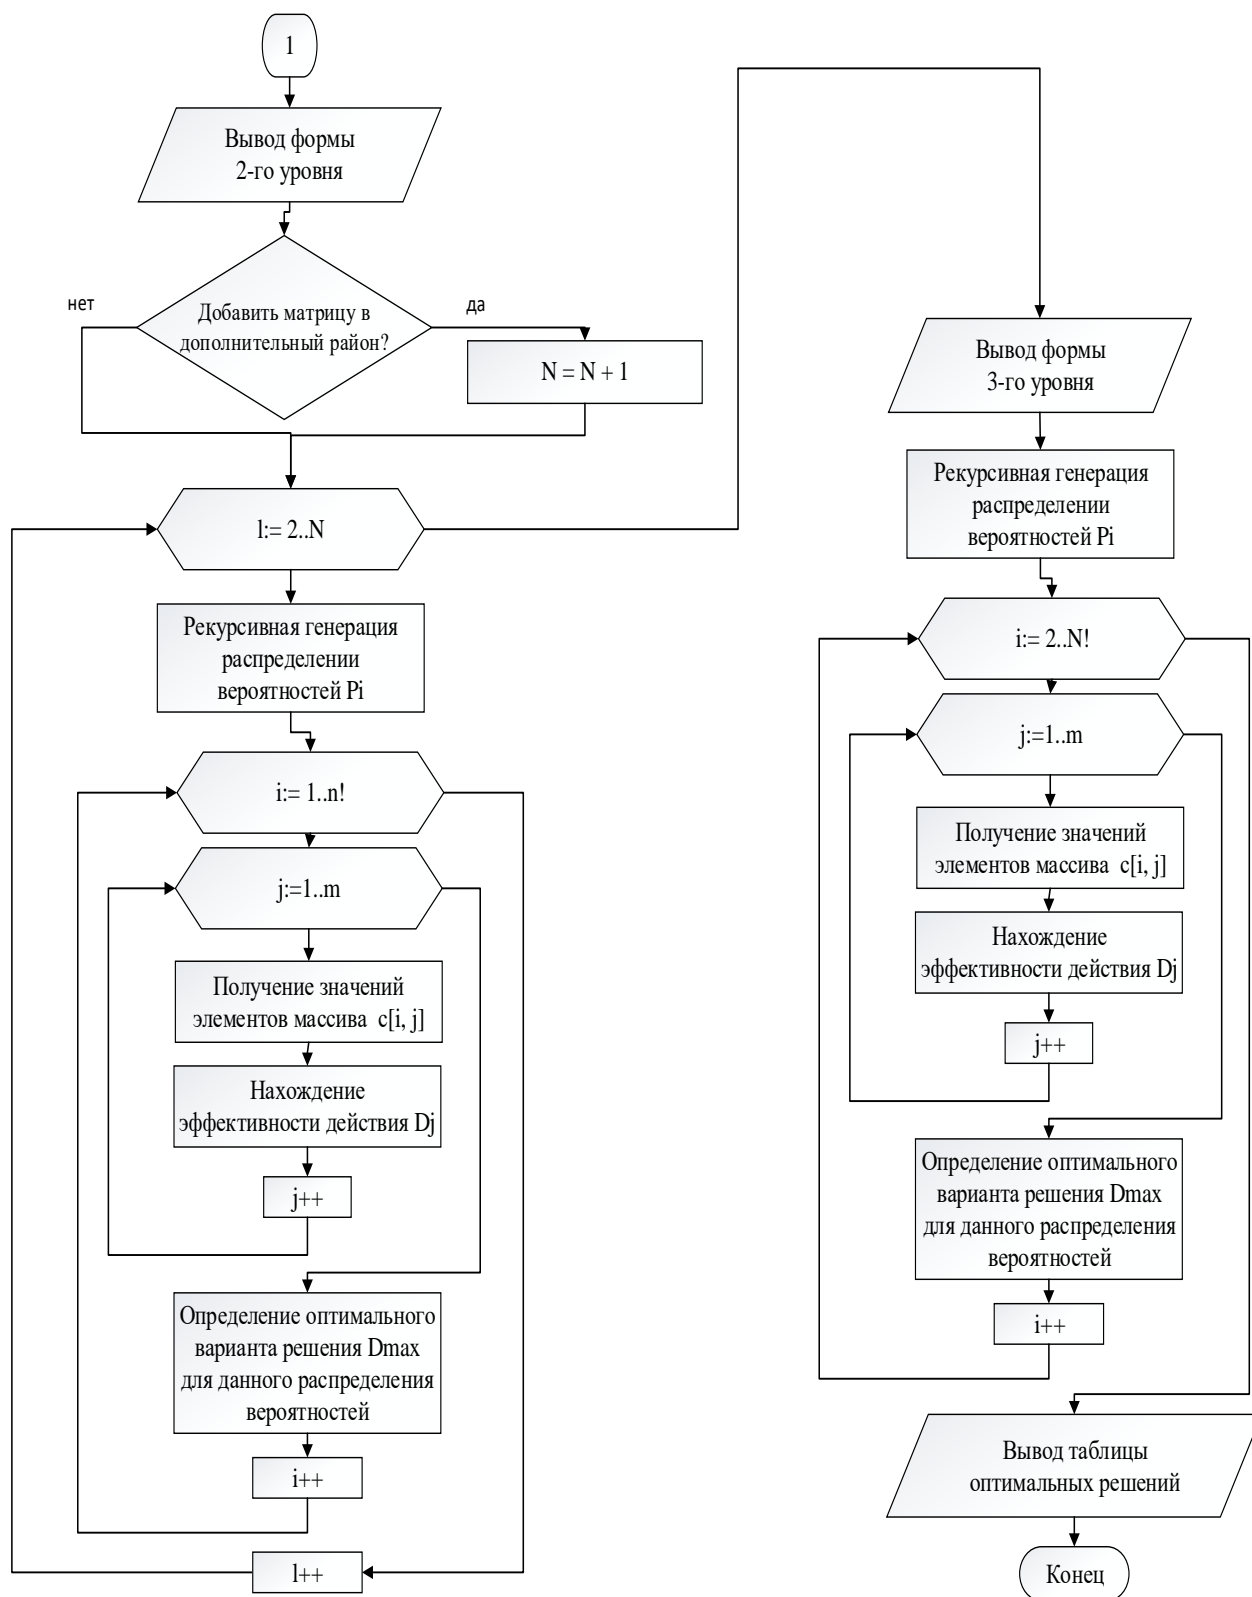 1
Вывод формы
2-го уровня
нет
да
Добавить матрицу в
дополнительный район?
N = N + 1
l:= 2..N
Рекурсивная генерация
распределении
вероятностей Pi
i:= 1..n!
j:=1..m
Получение значений
элементов массива c[i, j]
Нахождение
эффективности действия Dj
j++
Определение оптимального
варианта решения Dmax
для данного распределения
вероятностей
i++
l++
Вывод формы
3-го уровня
Рекурсивная генерация
распределении
вероятностей Pi
i:= 2..N!
j:=1..m
Получение значений
элементов массива c[i, j]
Нахождение
эффективности действия Dj
j++
Определение оптимального
варианта решения Dmax
для данного распределения
вероятностей
i++
Вывод таблицы
оптимальных решений
Конец